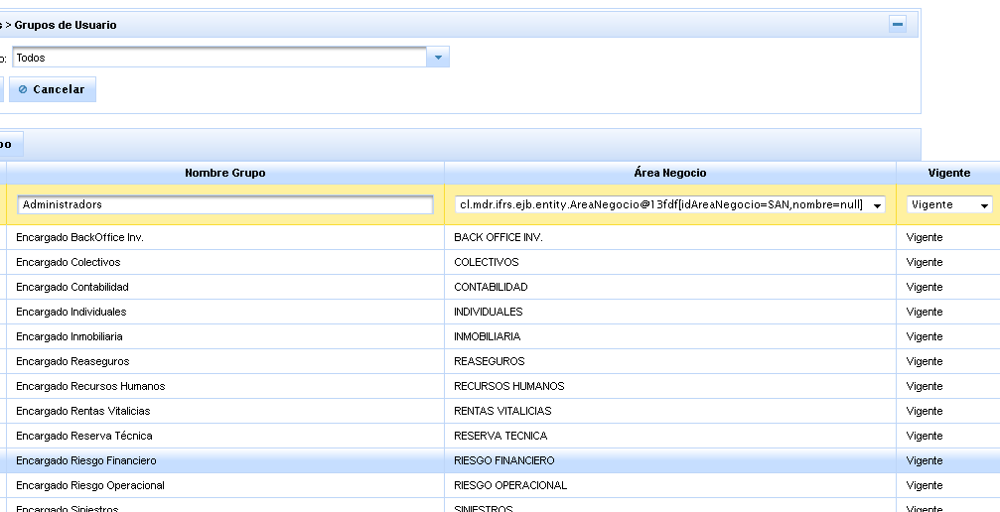 > Grupos de Usuario
Todos
Cancelar
Nombre Grupo Área Negocio Vigente
Administradors cl.mdr.ifrs.ejb.entity.AreaNegocio@13fdf[idAreaNegocio=SAN,nombre=null] Vigente
Encargado BackOffice Inv. BACK OFFICE INV. Vigente
Encargado Colectivos COLECTIVOS Vigente
Encargado Contabilidad CONTABILIDAD Vigente
Encargado Individuales INDIVIDUALES Vigente
Encargado Inmobiliaria INMOBILIARIA Vigente
Encargado Reaseguros REASEGUROS Vigente
Encargado Recursos Humanos RECURSOS HUMANOS Vigente
Encargado Rentas Vitalicias RENTAS VITALICIAS Vigente
Encargado Reserva Técnica RESERVA TECNICA Vigente
Encargado Riesgo Financiero RIESGO FINANCIERO Vigente
Encargado Riesgo Operacional RIESGO OPERACIONAL Vigente
Encargado Siniestros SINIESTROS Vigente